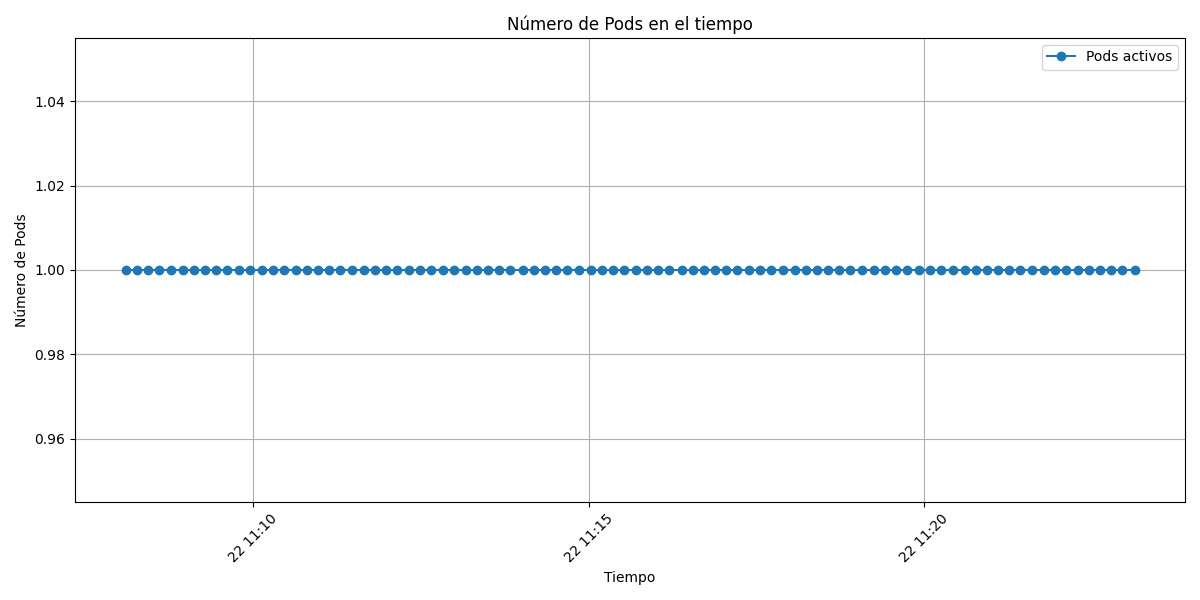 Número de Pods en el tiempo
Pods activos
1.04
1.02
1.00
0.98
0.96
Número de Pods
22 11:10
22 11:15
22 11:20
Tiempo